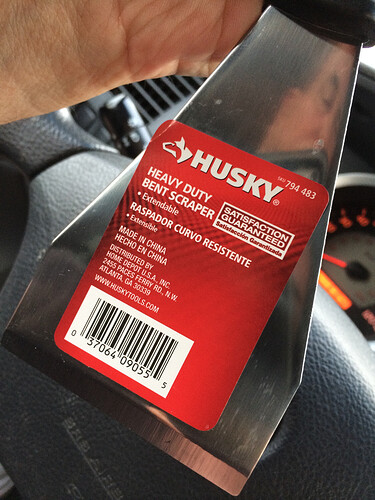 HUSKY®
SKU 794 483
HEAVY DUTY
BENT SCRAPER
• Extendable
RASPADOR CURVO RESISTENTE
• Extensible
SATISFACTION
GUARANTEED
Satisfacción Garantizada
MADE IN CHINA
HECHO EN CHINA
DISTRIBUTED BY
HOME DEPOT U.S.A., INC.
2455 PACES FERRY RD., N.W.
ATLANTA, GA 30339
WWW.HUSKYTOOLS.COM
0 37064 09055 5